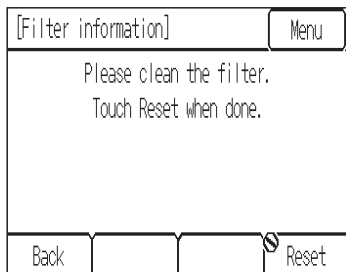 [Filter information]
Menu
Please clean the filter.
Touch Reset when done.
Back
Reset